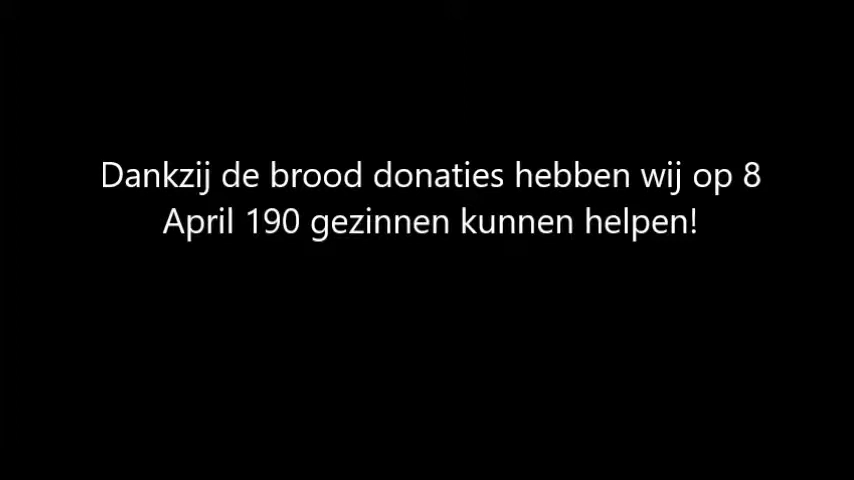 Dankzij de brood donaties hebben wij op 8
April 190 gezinnen kunnen helpen!